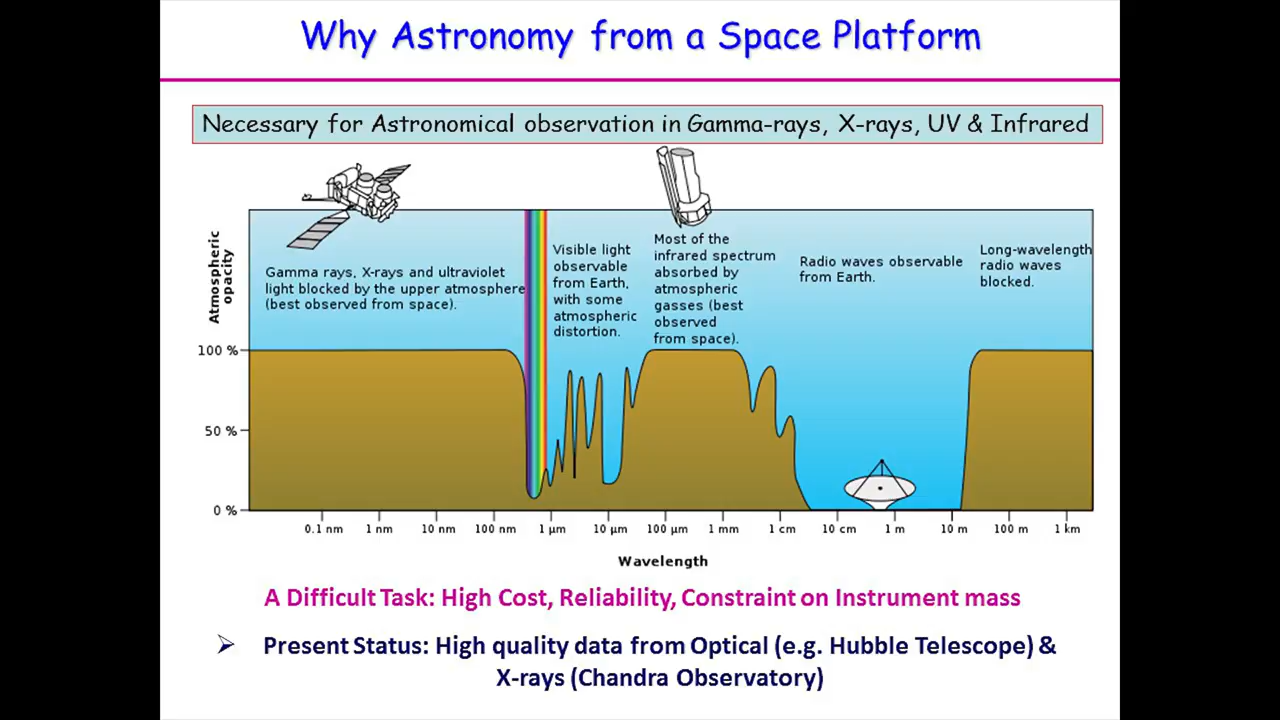 Why Astronomy from a Space Platform
Necessary for Astronomical observation in Gamma-rays, X-rays, UV & Infrared
Atmospheric
opacity
Gamma rays, X-rays and ultraviolet
light blocked by the upper atmosphere
(best observed from space).
Visible light
observable
from Earth,
with some
atmospheric
distortion.
Most of the
infrared spectrum
absorbed by
atmospheric
gasses (best
observed
from space).
Radio waves observable
from Earth.
Long-wavelength
radio waves
blocked.
100 %
50 %
0 %
0.1 nm 1 nm 10 nm 100 nm 1 µm 10 µm 100 µm 1 mm 1 cm 10 cm 1 m 10 m 100 m 1 km
Wavelength
A Difficult Task: High Cost, Reliability, Constraint on Instrument mass
➢ Present Status: High quality data from Optical (e.g. Hubble Telescope) &
X-rays (Chandra Observatory)